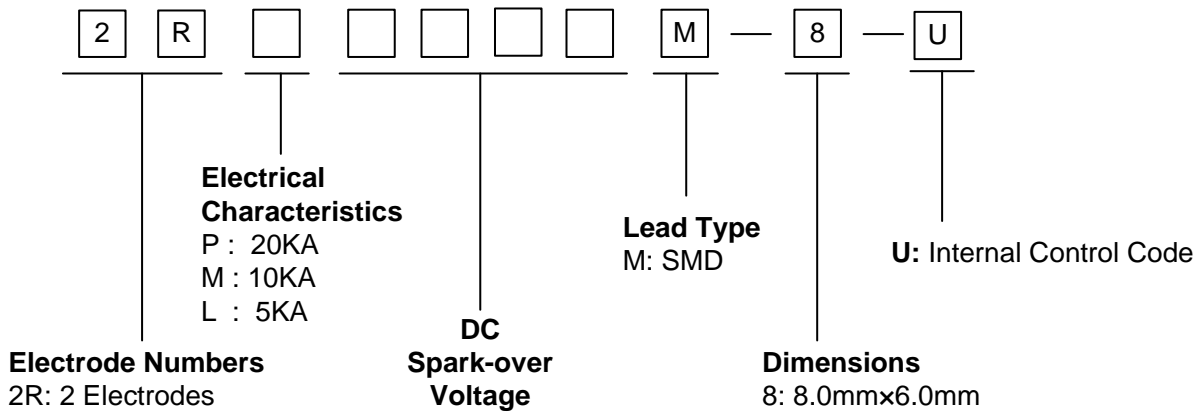 2 R M — 8 — U
Electrical
Characteristics
P : 20KA
M : 10KA
L : 5KA
Lead Type
M: SMD
U: Internal Control Code
DC
Spark-over
Voltage
Electrode Numbers
2R: 2 Electrodes
Dimensions
8: 8.0mm×6.0mm